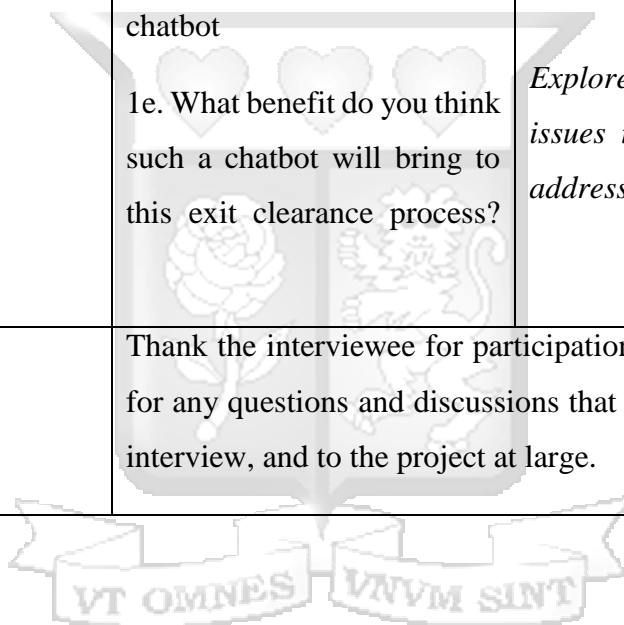 chatbot
1e. What benefit do you think
such a chatbot will bring to
this exit clearance process?
Explore
issues
address
Thank the interviewee for participation
for any questions and discussions that
interview, and to the project at large.
VT OMNES VNVM SINT